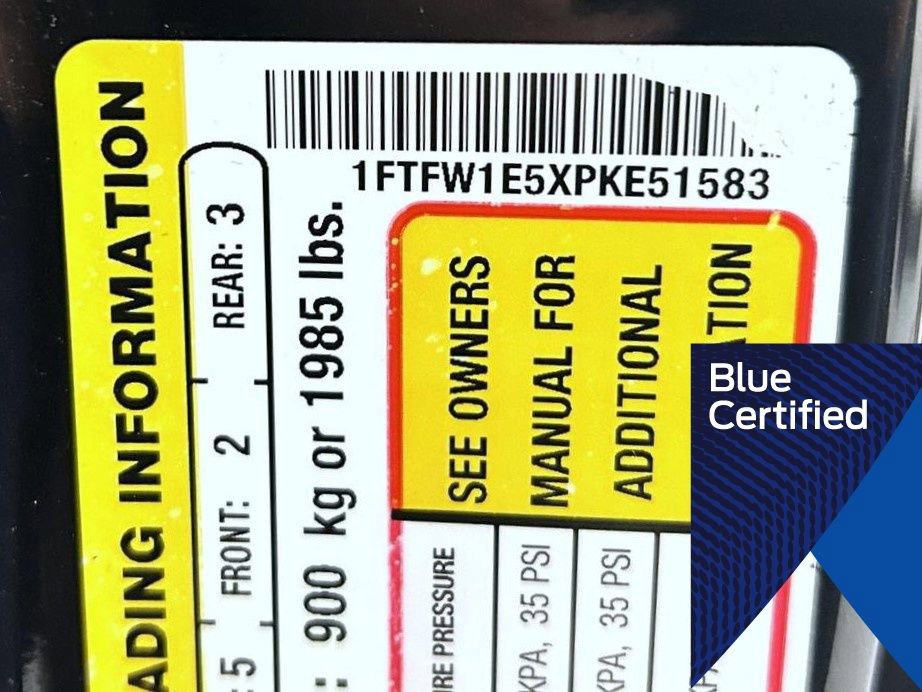 ADING INFORMATION
5 FRONT: 2 REAR: 3
: 900 kg or 1985 lbs.
1FTFW1E5XPKE51583
SEE OWNERS
MANUAL FOR
ADDITIONAL
TION
IRE PRESSURE
KPA, 35 PSI
KPA, 35 PSI
Blue
Certified